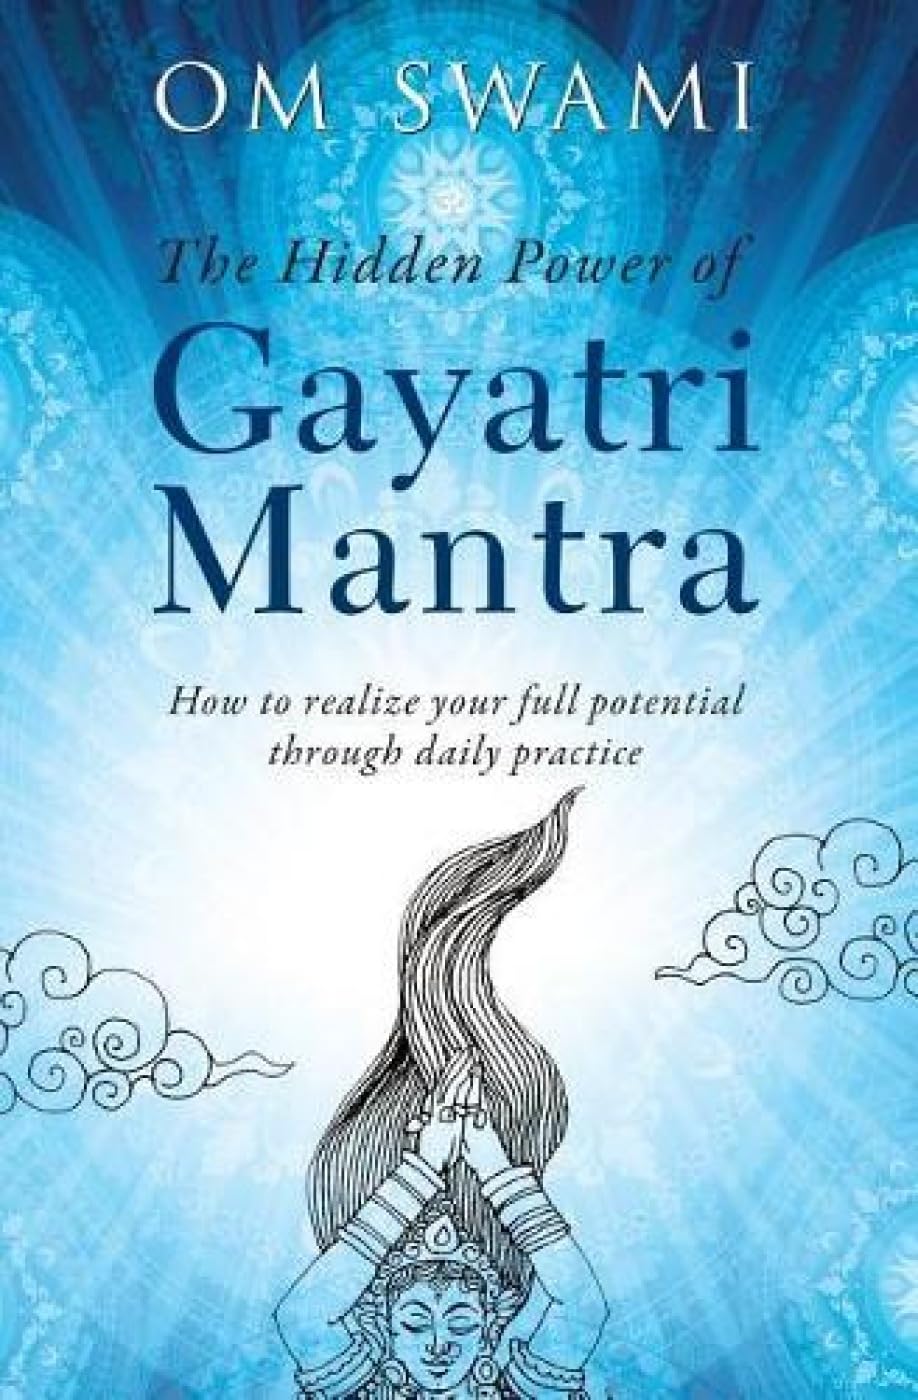 OM SWAMI
The Hidden Power of
Gayatri
Mantra
How to realize your full potential
through daily practice